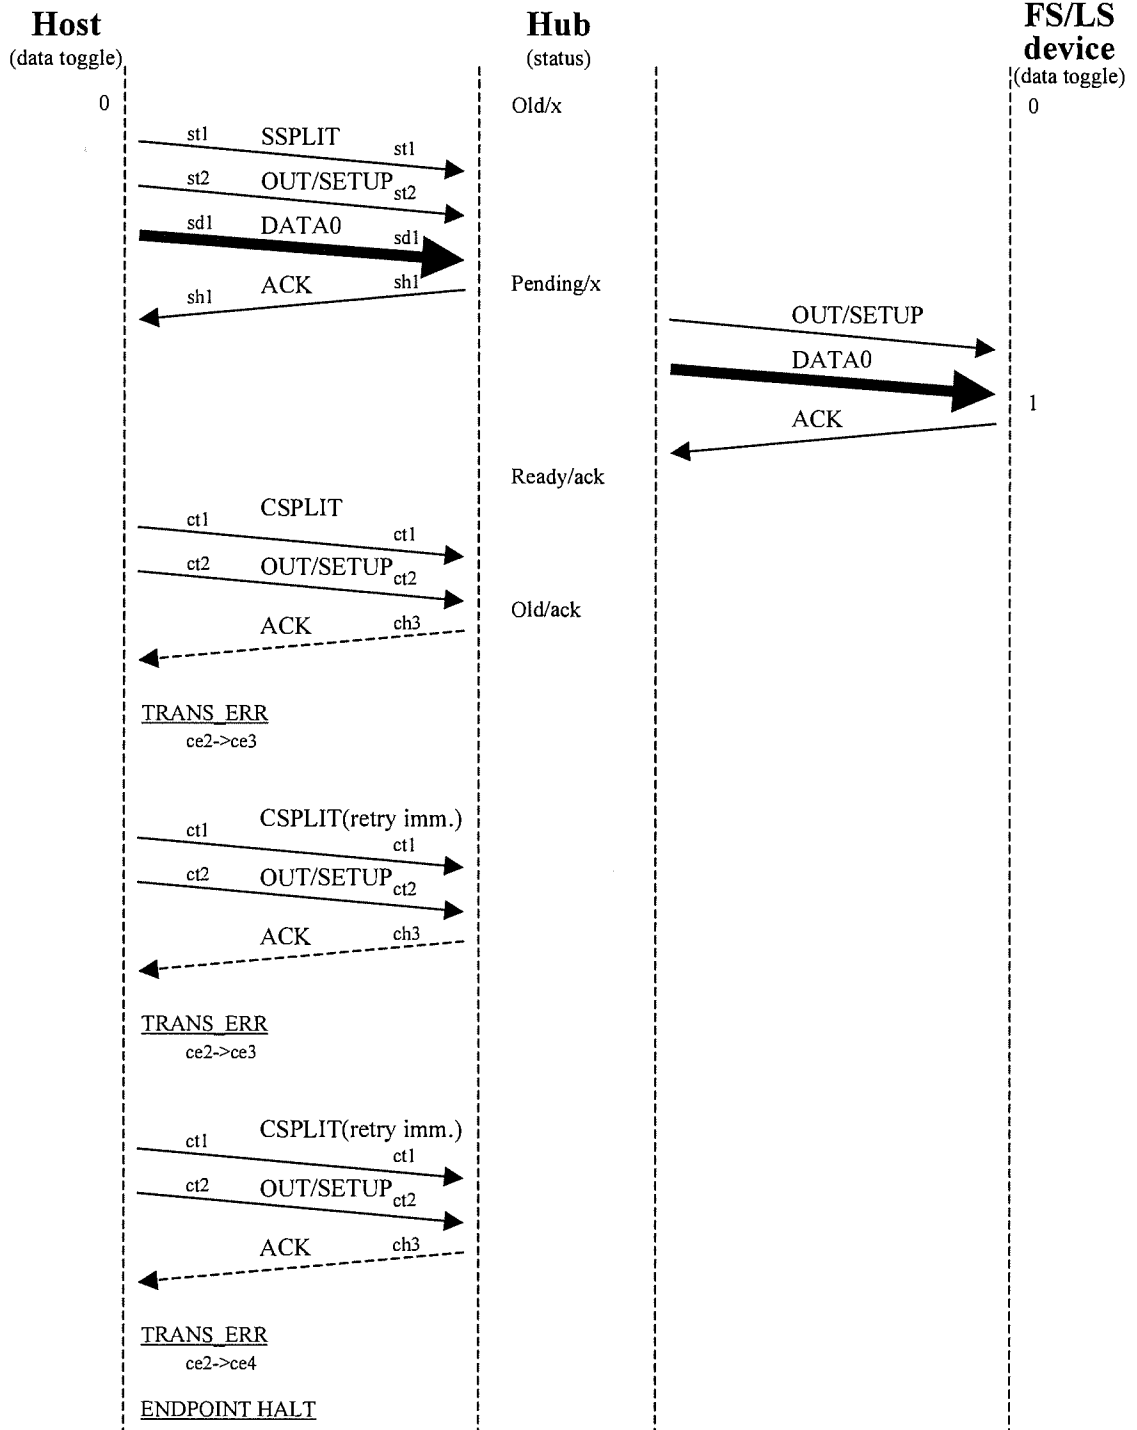 Host
(data toggle)
Hub
(status)
FS/LS
device
(data toggle)
0
Old/x
0
st1 SSPLIT st1
st2 OUT/SETUP st2
sd1 DATA0 sd1
sh1 ACK sh1
Pending/x
OUT/SETUP
DATA0
1
ACK
Ready/ack
CSPLIT
ct1 ct1
ct2 OUT/SETUP ct2
Old/ack
ACK ch3
TRANS_ERR
ce2->ce3
CSPLIT(retry imm.)
ct1 ct1
ct2 OUT/SETUP ct2
ACK ch3
TRANS_ERR
ce2->ce3
CSPLIT(retry imm.)
ct1 ct1
ct2 OUT/SETUP ct2
ACK ch3
TRANS_ERR
ce2->ce4
ENDPOINT HALT